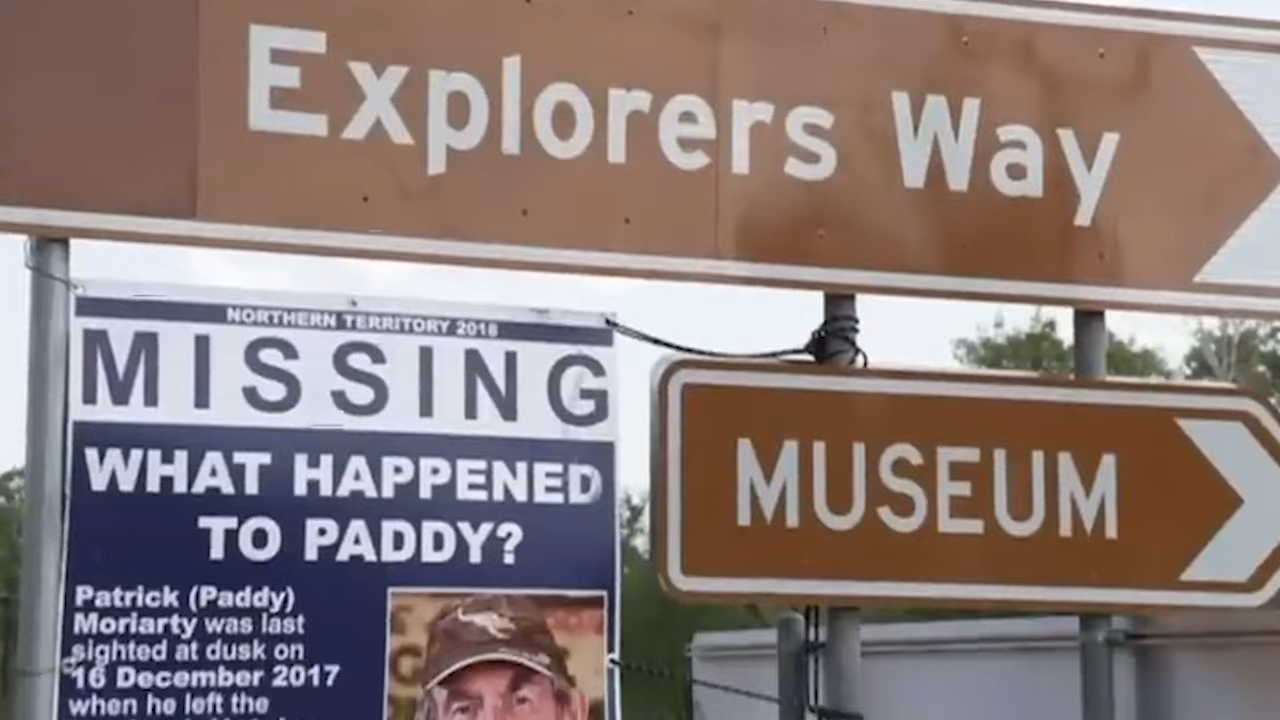 Explorers Way
NORTHERN TERRITORY 2018
MISSING
WHAT HAPPENED
TO PADDY?
Patrick (Paddy)
Moriarty was last
sighted at dusk on
16 December 2017
when he left the
MUSEUM